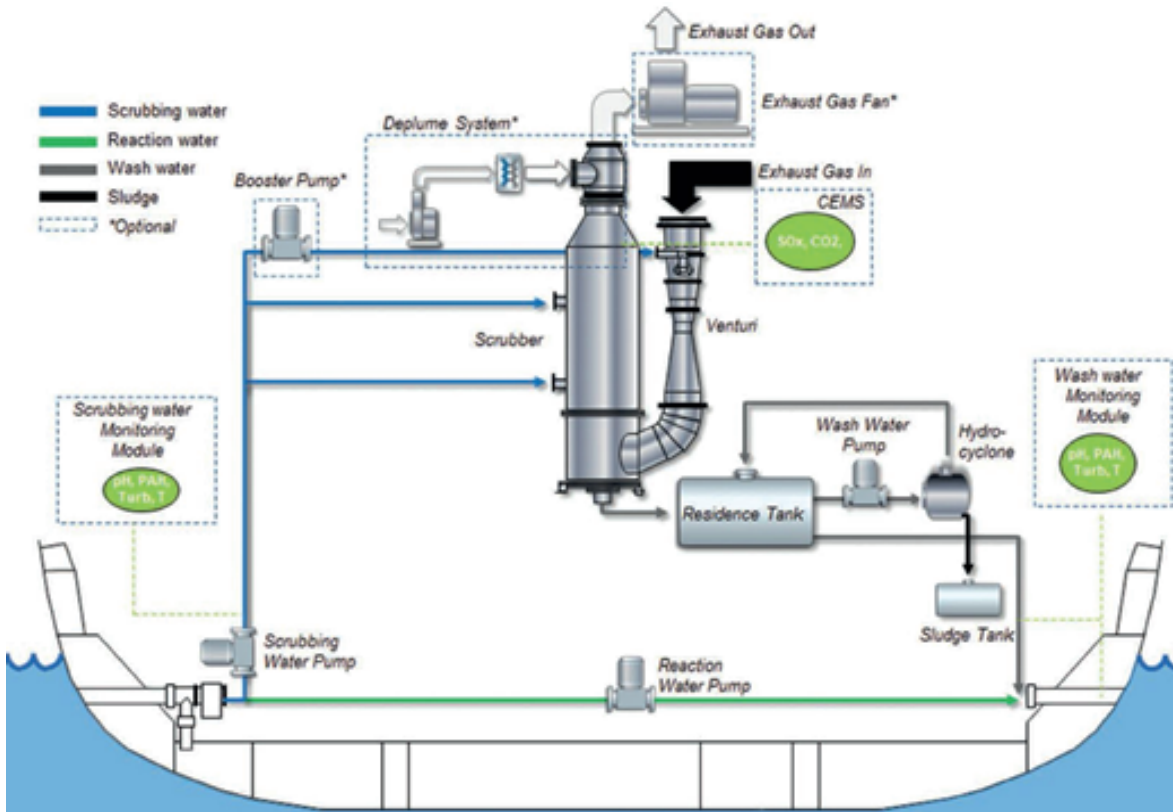 Exhaust Gas Out
Exhaust Gas Fan*
Scrubbing water
Reaction water
Wash water
Sludge
*Optional
Deplume System*
Booster Pump*
Exhaust Gas In
CEMS
SOx, CO2,
Venturi
Scrubber
Scrubbing water
Monitoring
Module
pH, PAH,
Turb, T
Wash water
Monitoring
Module
pH, PAH,
Turb, T
Wash Water
Pump
Hydro-
cyclone
Residence Tank
Sludge Tank
Scrubbing
Water Pump
Reaction
Water Pump